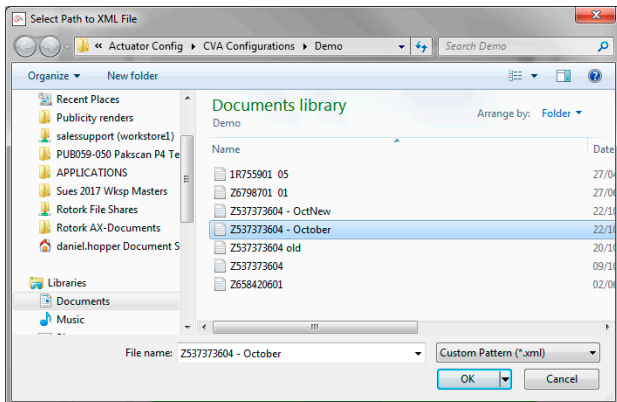 Select Path to XML File
« Actuator Config ▸ CVA Configurations ▸ Demo
Search Demo
Organize ▾ New folder
Recent Places
Publicity renders
salessupport (workstore1)
PUB059-050 Pakscan P4 Te
APPLICATIONS
Sues 2017 Wksp Masters
Rotork File Shares
Rotork AX-Documents
daniel.hopper Document S
Libraries
Documents
Music
Documents library
Demo
Arrange by: Folder ▾
Name Date
1R755901 05 27/0
Z6798701 01 27/0
Z537373604 - OctNew 22/1
Z537373604 - October 22/1
Z537373604 old 20/1
Z537373604 09/1
Z658420601 02/0
File name: Z537373604 - October
Custom Pattern (*.xml)
OK Cancel